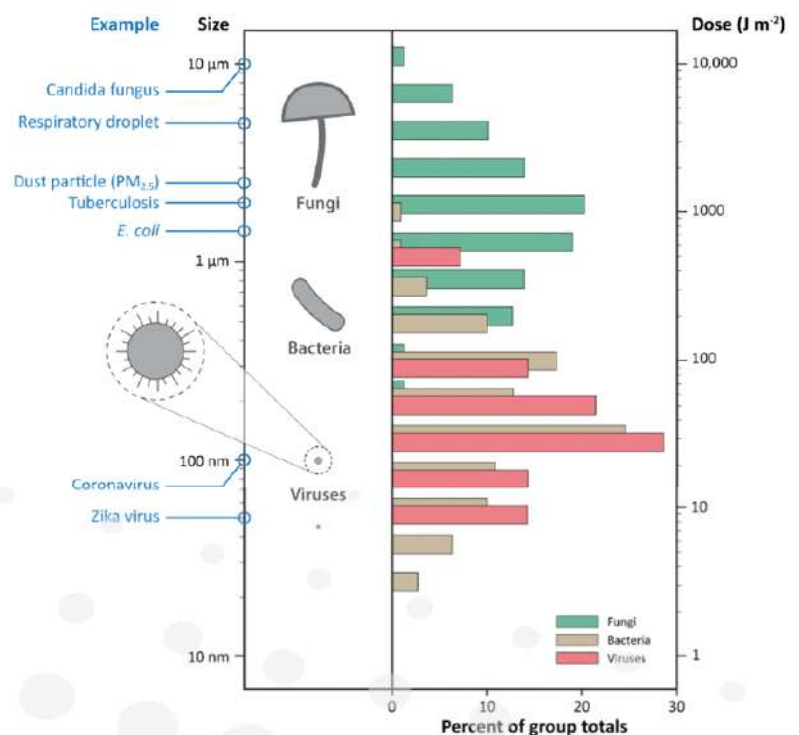 Example Size Dose (J m⁻²)
10 µm 10,000
Candida fungus
Respiratory droplet
Dust particle (PM₂.₅)
Tuberculosis Fungi 1000
E. coli
1 µm
Bacteria
100
100 nm
Coronavirus Viruses
10
Zika virus
Fungi
Bacteria
10 nm Viruses 1
0 10 20 30
Percent of group totals